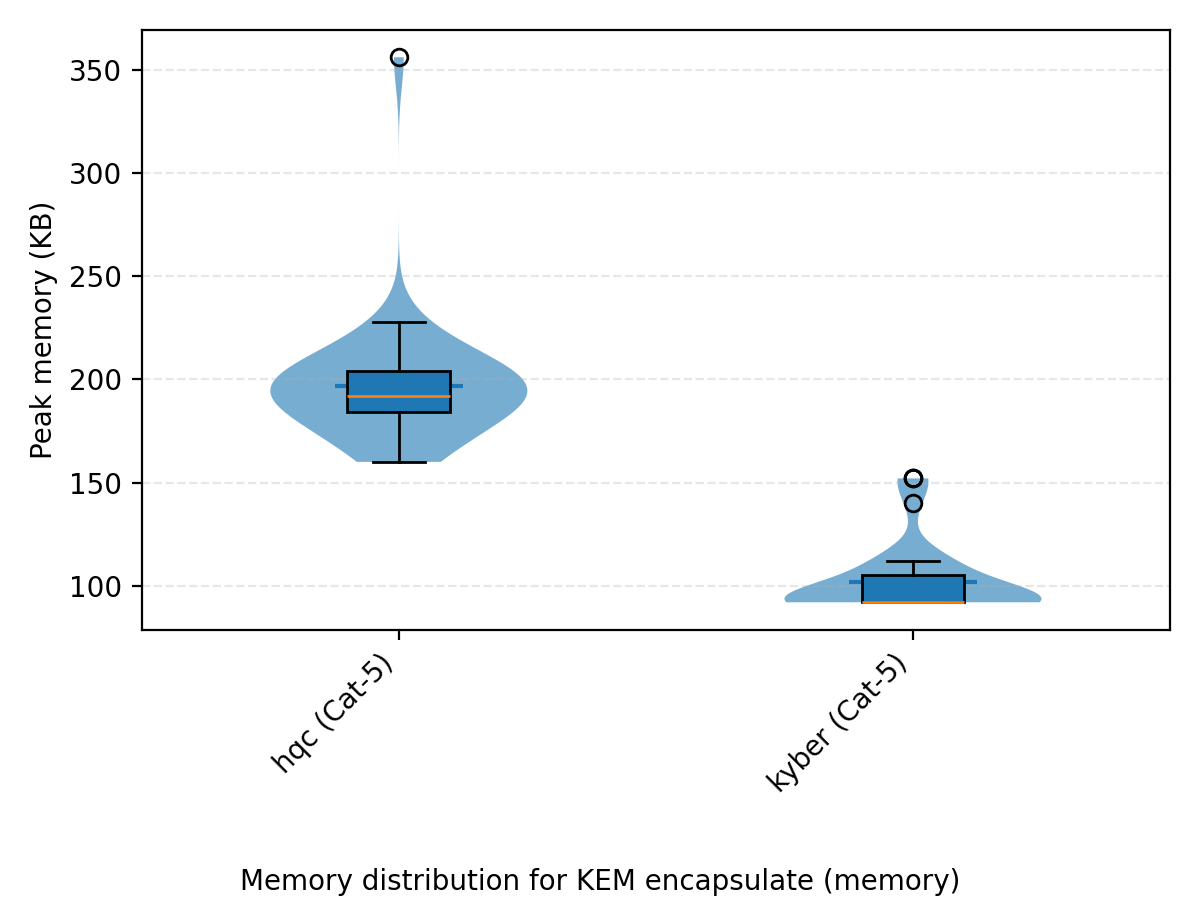 350
300
250
200
150
100
Peak memory (KB)
hqc (Cat-5)
kyber (Cat-5)
Memory distribution for KEM encapsulate (memory)